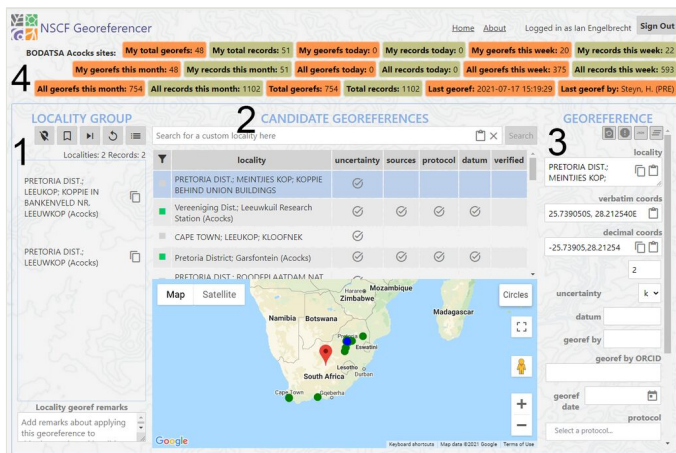 NSCF Georeferencer
Home About Logged in as Ian Engelbrecht Sign Out
BODATSA Acocks sites: My total georefs: 48 My total records: 51 My georefs today: 0 My records today: 0 My georefs this week: 20 My records this week: 22
My georefs this month: 48 My records this month: 51 All georefs today: 0 All records today: 0 All georefs this week: 375 All records this week: 593
4
All georefs this month: 754 All records this month: 1102 Total georefs: 754 Total records: 1102 Last georef: 2021-07-17 15:19:29 Last georef by: Steyn, H. (PRE)
LOCALITY GROUP
1
Localities: 2 Records: 2
PRETORIA DIST.;
LEEUKOP; KOPPIE IN
BANKENVELD NR.
LEEUWKOP (Acocks)
PRETORIA DIST.;
LEEUWKOP (Acocks)
Locality georef remarks
Add remarks about applying
this georeference to
2
CANDIDATE GEOREFERENCES
Search for a custom locality here
Search
locality uncertainty sources protocol datum verified
PRETORIA DIST.; MEINTJIES KOP; KOPPIE
BEHIND UNION BUILDINGS
Vereeniging Dist.; Leeuwkuil Research
Station (Acocks)
CAPE TOWN; LEEUKOP; KLOOFNEK
Pretoria District; Garsfontein (Acocks)
PRETORIA DIST.; ROODEPLAATDAM NAT
Map Satellite
Circles
Harare
Mozambique
Zimbabwe
Madagascar
Namibia Botswana
Pretoria
Eswatini
Lesotho
South Africa
Durban
Cape Town
Gqeberha
Google
Keyboard shortcuts Map data ©2021 Google Terms of Use
GEOREFERENCE
3
locality
PRETORIA DIST.;
MEINTJIES KOP;
verbatim coords
25.739050S, 28.212540E
decimal coords
-25.73905,28.21254
2
uncertainty k
datum
georef by
georef by ORCID
georef
date
protocol
Select a protocol...